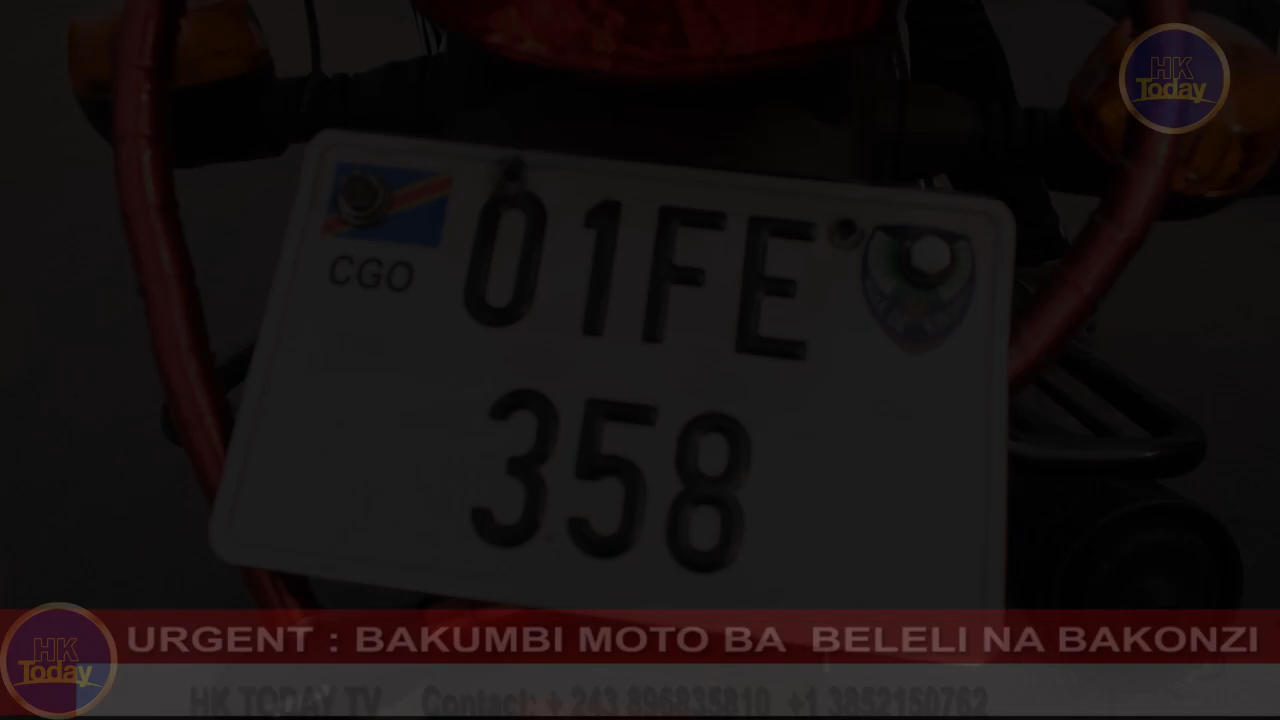 HK
Today
01FE
CGO
358
URGENT : BAKUMBI MOTO BA BELELI NA BAKONZI
HK
Today
HK TODAY TV Contact: + 243 896835810 +1 3852150762